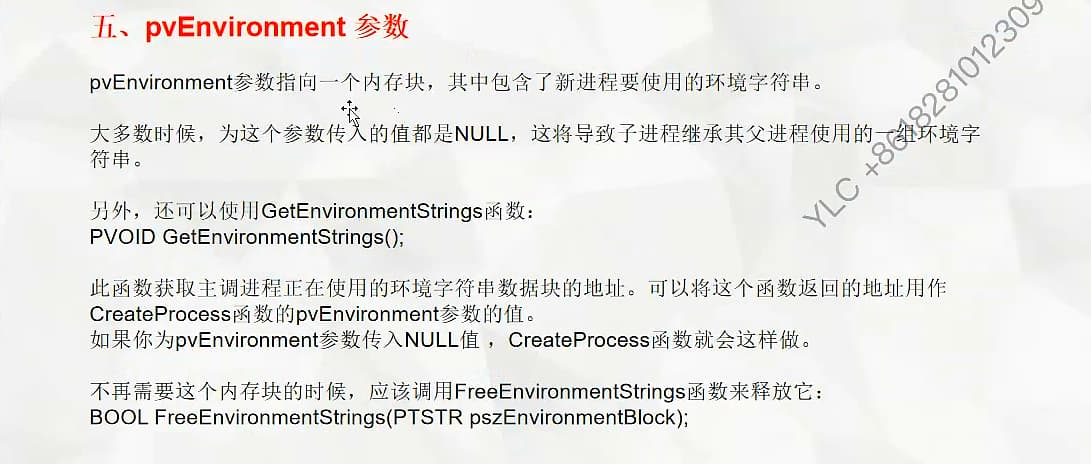 五、pvEnvironment 参数
pvEnvironment参数指向一个内存块，其中包含了新进程要使用的环境字符串。
大多数时候，为这个参数传入的值都是NULL，这将导致子进程继承其父进程使用的一组环境字
符串。
另外，还可以使用GetEnvironmentStrings函数：
PVOID GetEnvironmentStrings();
此函数获取主调进程正在使用的环境字符串数据块的地址。可以将这个函数返回的地址用作
CreateProcess函数的pvEnvironment参数的值。
如果你为pvEnvironment参数传入NULL值 ，CreateProcess函数就会这样做。
不再需要这个内存块的时候，应该调用FreeEnvironmentStrings函数来释放它：
BOOL FreeEnvironmentStrings(PTSTR pszEnvironmentBlock);
YLC +8618281012309